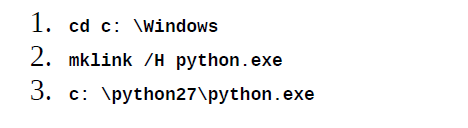 1. cd c: \Windows
2. mklink /H python.exe
3. c: \python27\python.exe